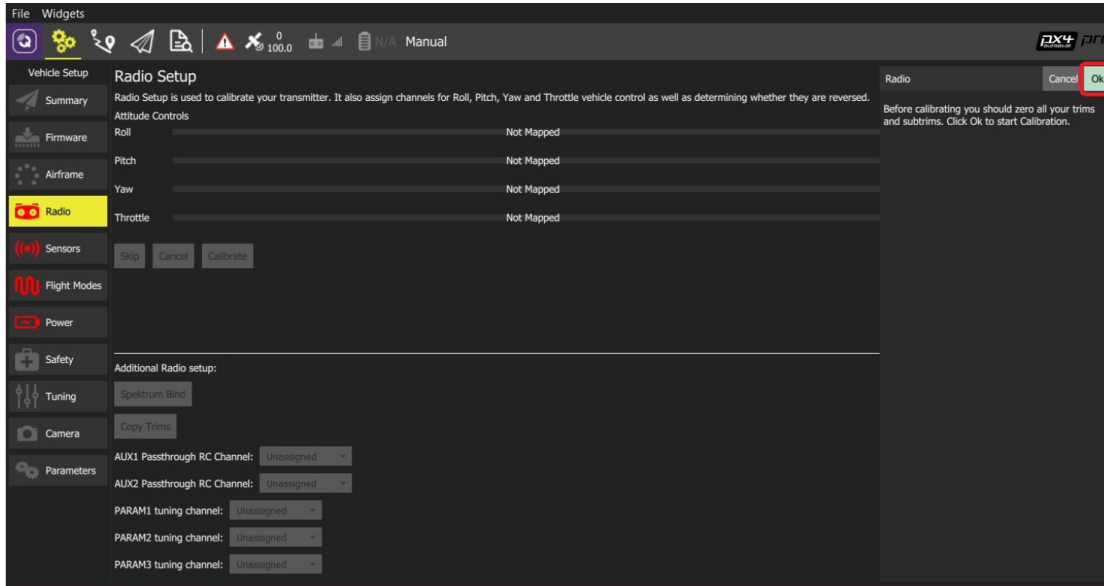 File Widgets
0
100.0
N/A
Manual
px4
autopilot
Vehicle Setup
Summary
Firmware
Airframe
Radio
Sensors
Flight Modes
Power
Safety
Tuning
Camera
Parameters
Radio Setup
Radio Setup is used to calibrate your transmitter. It also assign channels for Roll, Pitch, Yaw and Throttle vehicle control as well as determining whether they are reversed.
Attitude Controls
Roll Not Mapped
Pitch Not Mapped
Yaw Not Mapped
Throttle Not Mapped
Skip Cancel Calibrate
Additional Radio setup:
Spektrum Bind
Copy Trims
AUX1 Passthrough RC Channel: Unassigned
AUX2 Passthrough RC Channel: Unassigned
PARAM1 tuning channel: Unassigned
PARAM2 tuning channel: Unassigned
PARAM3 tuning channel: Unassigned
Radio Cancel Ok
Before calibrating you should zero all your trims
and subtrims. Click Ok to start Calibration.